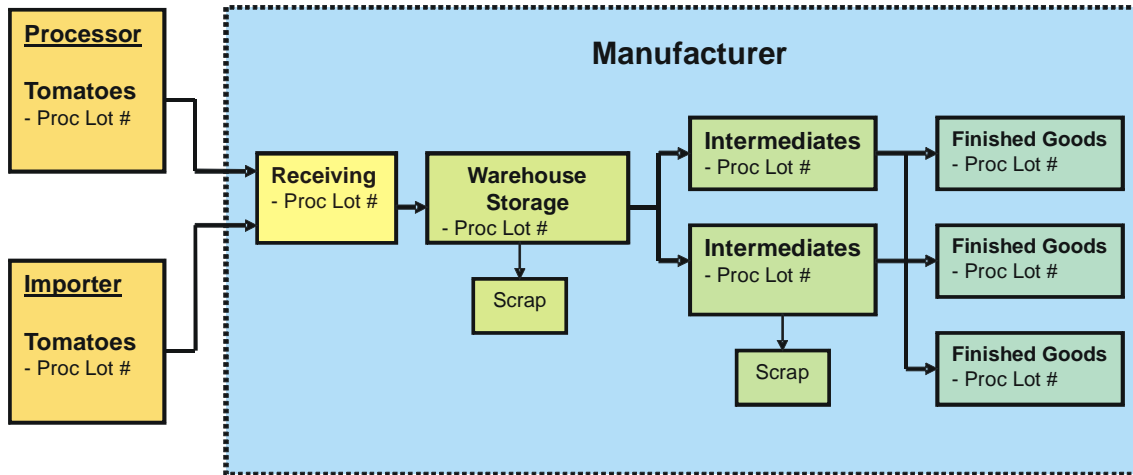 Processor
Tomatoes
- Proc Lot #
Importer
Tomatoes
- Proc Lot #
Manufacturer
Receiving
- Proc Lot #
Warehouse
Storage
- Proc Lot #
Scrap
Intermediates
- Proc Lot #
Intermediates
- Proc Lot #
Scrap
Finished Goods
- Proc Lot #
Finished Goods
- Proc Lot #
Finished Goods
- Proc Lot #